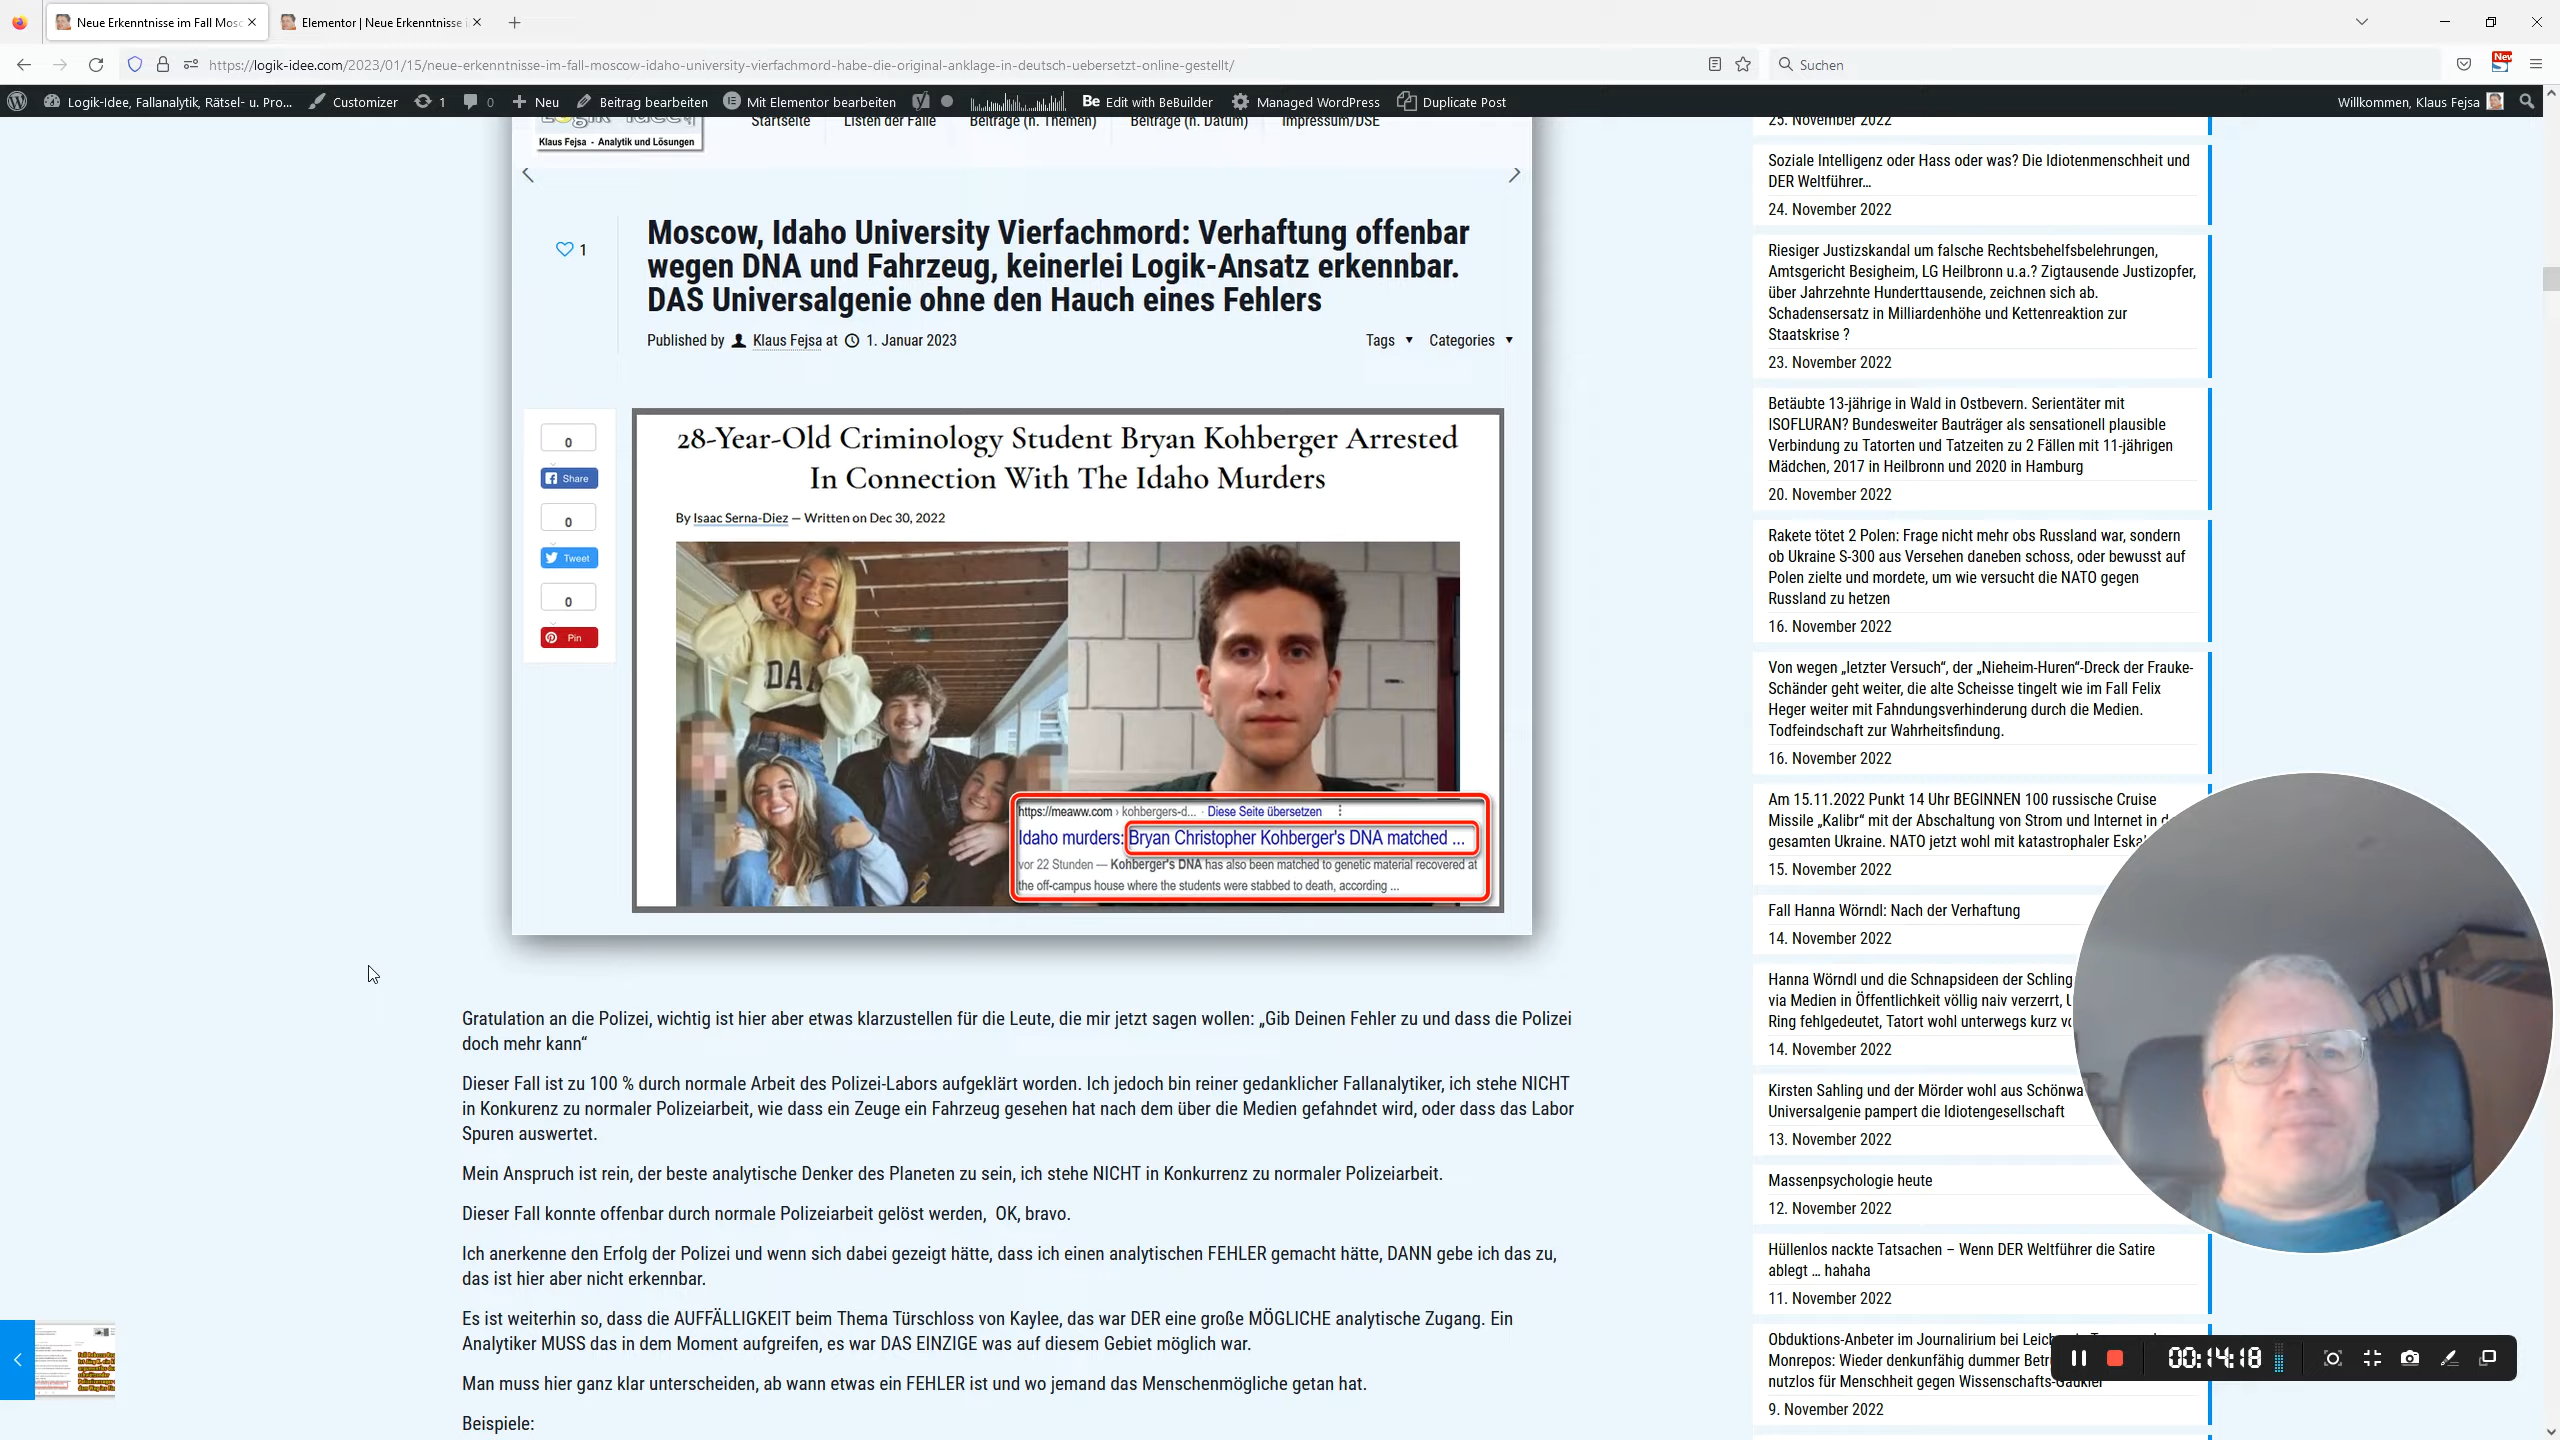 Neue Erkenntnisse im Fall Mosc
Elementor | Neue Erkenntnisse i
https://logik-idee.com/2023/01/15/neue-erkenntnisse-im-fall-moscow-idaho-university-vierfachmord-habe-die-original-anklage-in-deutsch-uebersetzt-online-gestellt/
Suchen
New
Logik-Idee, Fallanalytik, Rätsel- u. Pro...
Customizer
1
0
Neu
Beitrag bearbeiten
Mit Elementor bearbeiten
Be Edit with BeBuilder
Managed WordPress
Duplicate Post
Willkommen, Klaus Fejsa
Klaus Fejsa - Analytik und Lösungen
Startseite
Listen der Fälle
Beiträge (n. Themen)
Beiträge (n. Datum)
Impressum/DSE
1
Moscow, Idaho University Vierfachmord: Verhaftung offenbar
wegen DNA und Fahrzeug, keinerlei Logik-Ansatz erkennbar.
DAS Universalgenie ohne den Hauch eines Fehlers
Published by Klaus Fejsa at 1. Januar 2023
Tags
Categories
0
Share
0
Tweet
0
Pin
28-Year-Old Criminology Student Bryan Kohberger Arrested
In Connection With The Idaho Murders
By Isaac Serna-Diez — Written on Dec 30, 2022
DA
https://meaww.com › kohbergers-d... · Diese Seite übersetzen
Idaho murders: Bryan Christopher Kohberger's DNA matched ...
vor 22 Stunden — Kohberger's DNA has also been matched to genetic material recovered at
the off-campus house where the students were stabbed to death, according ...
Gratulation an die Polizei, wichtig ist hier aber etwas klarzustellen für die Leute, die mir jetzt sagen wollen: „Gib Deinen Fehler zu und dass die Polizei
doch mehr kann“
Dieser Fall ist zu 100 % durch normale Arbeit des Polizei-Labors aufgeklärt worden. Ich jedoch bin reiner gedanklicher Fallanalytiker, ich stehe NICHT
in Konkurenz zu normaler Polizeiarbeit, wie dass ein Zeuge ein Fahrzeug gesehen hat nach dem über die Medien gefahndet wird, oder dass das Labor
Spuren auswertet.
Mein Anspruch ist rein, der beste analytische Denker des Planeten zu sein, ich stehe NICHT in Konkurrenz zu normaler Polizeiarbeit.
Dieser Fall konnte offenbar durch normale Polizeiarbeit gelöst werden, OK, bravo.
Ich anerkenne den Erfolg der Polizei und wenn sich dabei gezeigt hätte, dass ich einen analytischen FEHLER gemacht hätte, DANN gebe ich das zu,
das ist hier aber nicht erkennbar.
Es ist weiterhin so, dass die AUFFÄLLIGKEIT beim Thema Türschloss von Kaylee, das war DER eine große MÖGLICHE analytische Zugang. Ein
Analytiker MUSS das in dem Moment aufgreifen, es war DAS EINZIGE was auf diesem Gebiet möglich war.
Man muss hier ganz klar unterscheiden, ab wann etwas ein FEHLER ist und wo jemand das Menschenmögliche getan hat.
Beispiele:
25. November 2022
Soziale Intelligenz oder Hass oder was? Die Idiotenmenschheit und
DER Weltführer…
24. November 2022
Riesiger Justizskandal um falsche Rechtsbehelfsbelehrungen,
Amtsgericht Besigheim, LG Heilbronn u.a.? Zigtausende Justizopfer,
über Jahrzehnte Hunderttausende, zeichnen sich ab.
Schadensersatz in Milliardenhöhe und Kettenreaktion zur
Staatskrise ?
23. November 2022
Betäubte 13-jährige in Wald in Ostbevern. Serientäter mit
ISOFLURAN? Bundesweiter Bauträger als sensationell plausible
Verbindung zu Tatorten und Tatzeiten zu 2 Fällen mit 11-jährigen
Mädchen, 2017 in Heilbronn und 2020 in Hamburg
20. November 2022
Rakete tötet 2 Polen: Frage nicht mehr obs Russland war, sondern
ob Ukraine S-300 aus Versehen daneben schoss, oder bewusst auf
Polen zielte und mordete, um wie versucht die NATO gegen
Russland zu hetzen
16. November 2022
Von wegen „letzter Versuch“, der „Nieheim-Huren“-Dreck der Frauke-
Schänder geht weiter, die alte Scheisse tingelt wie im Fall Felix
Heger weiter mit Fahndungsverhinderung durch die Medien.
Todfeindschaft zur Wahrheitsfindung.
16. November 2022
Am 15.11.2022 Punkt 14 Uhr BEGINNEN 100 russische Cruise
Missile „Kalibr“ mit der Abschaltung von Strom und Internet in d
gesamten Ukraine. NATO jetzt wohl mit katastrophaler Eska
15. November 2022
Fall Hanna Wörndl: Nach der Verhaftung
14. November 2022
Hanna Wörndl und die Schnapsideen der Schling
via Medien in Öffentlichkeit völlig naiv verzerrt, U
Ring fehlgedeutet, Tatort wohl unterwegs kurz v
14. November 2022
Kirsten Sahling und der Mörder wohl aus Schönwa
Universalgenie pampert die Idiotengesellschaft
13. November 2022
Massenpsychologie heute
12. November 2022
Hüllenlos nackte Tatsachen – Wenn DER Weltführer die Satire
ablegt … hahaha
11. November 2022
Obduktions-Anbeter im Journalirium bei Leich
Monrepos: Wieder denkunfähig dummer Betr
nutzlos für Menschheit gegen Wissenschafts-Gaukler
9. November 2022
00:14:18